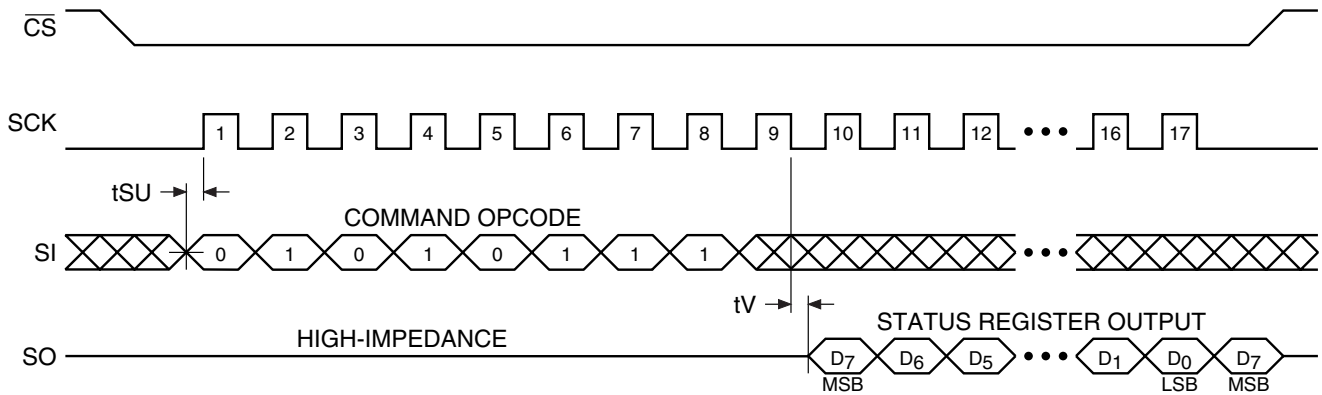 CS
SCK 1 2 3 4 5 6 7 8 9 10 11 12 ••• 16 17
tSU
COMMAND OPCODE
SI 0 1 0 1 0 1 1 1 •••
tV
HIGH-IMPEDANCE STATUS REGISTER OUTPUT
SO D7 D6 D5 ••• D1 D0 D7
MSB LSB MSB